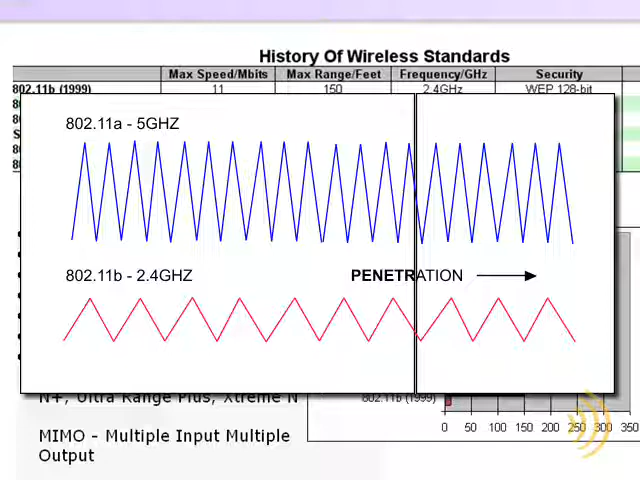 History Of Wireless Standards
Max Speed/Mbits Max Range/Feet Frequency/GHz Security
802.11b (1999) 11 150 2.4GHz WEP 128-bit
802.11a - 5GHZ
802.11b - 2.4GHZ PENETRATION
N+, Ultra Range Plus, Xtreme N
802.11b (1999)
MIMO - Multiple Input Multiple
Output
0 50 100 150 200 250 300 350